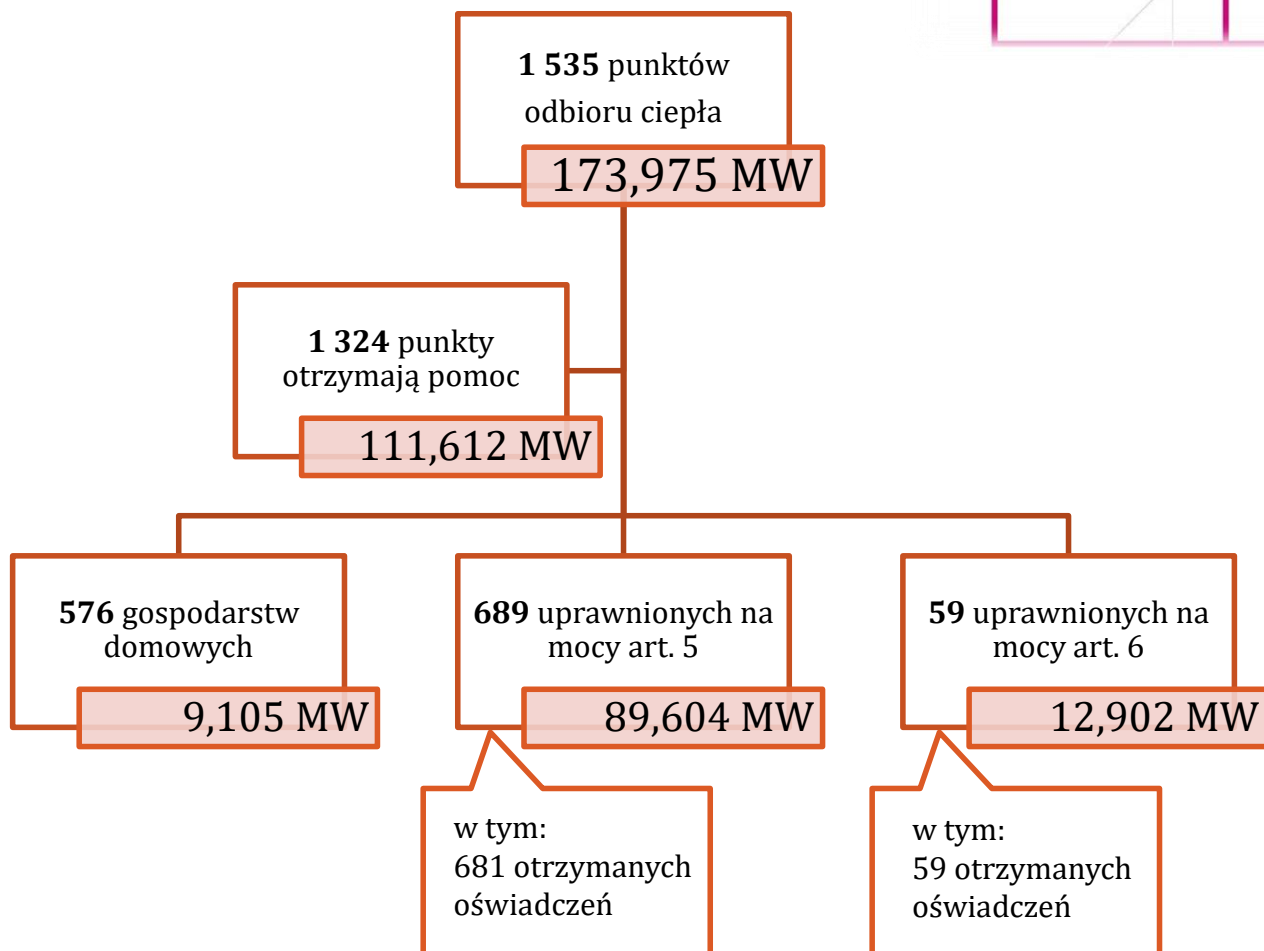 1 535 punktów
odbioru ciepła
173,975 MW
1 324 punkty
otrzymają pomoc
111,612 MW
576 gospodarstw
domowych
9,105 MW
689 uprawnionych na
mocy art. 5
89,604 MW
59 uprawnionych na
mocy art. 6
12,902 MW
w tym:
681 otrzymanych
oświadczeń
w tym:
59 otrzymanych
oświadczeń